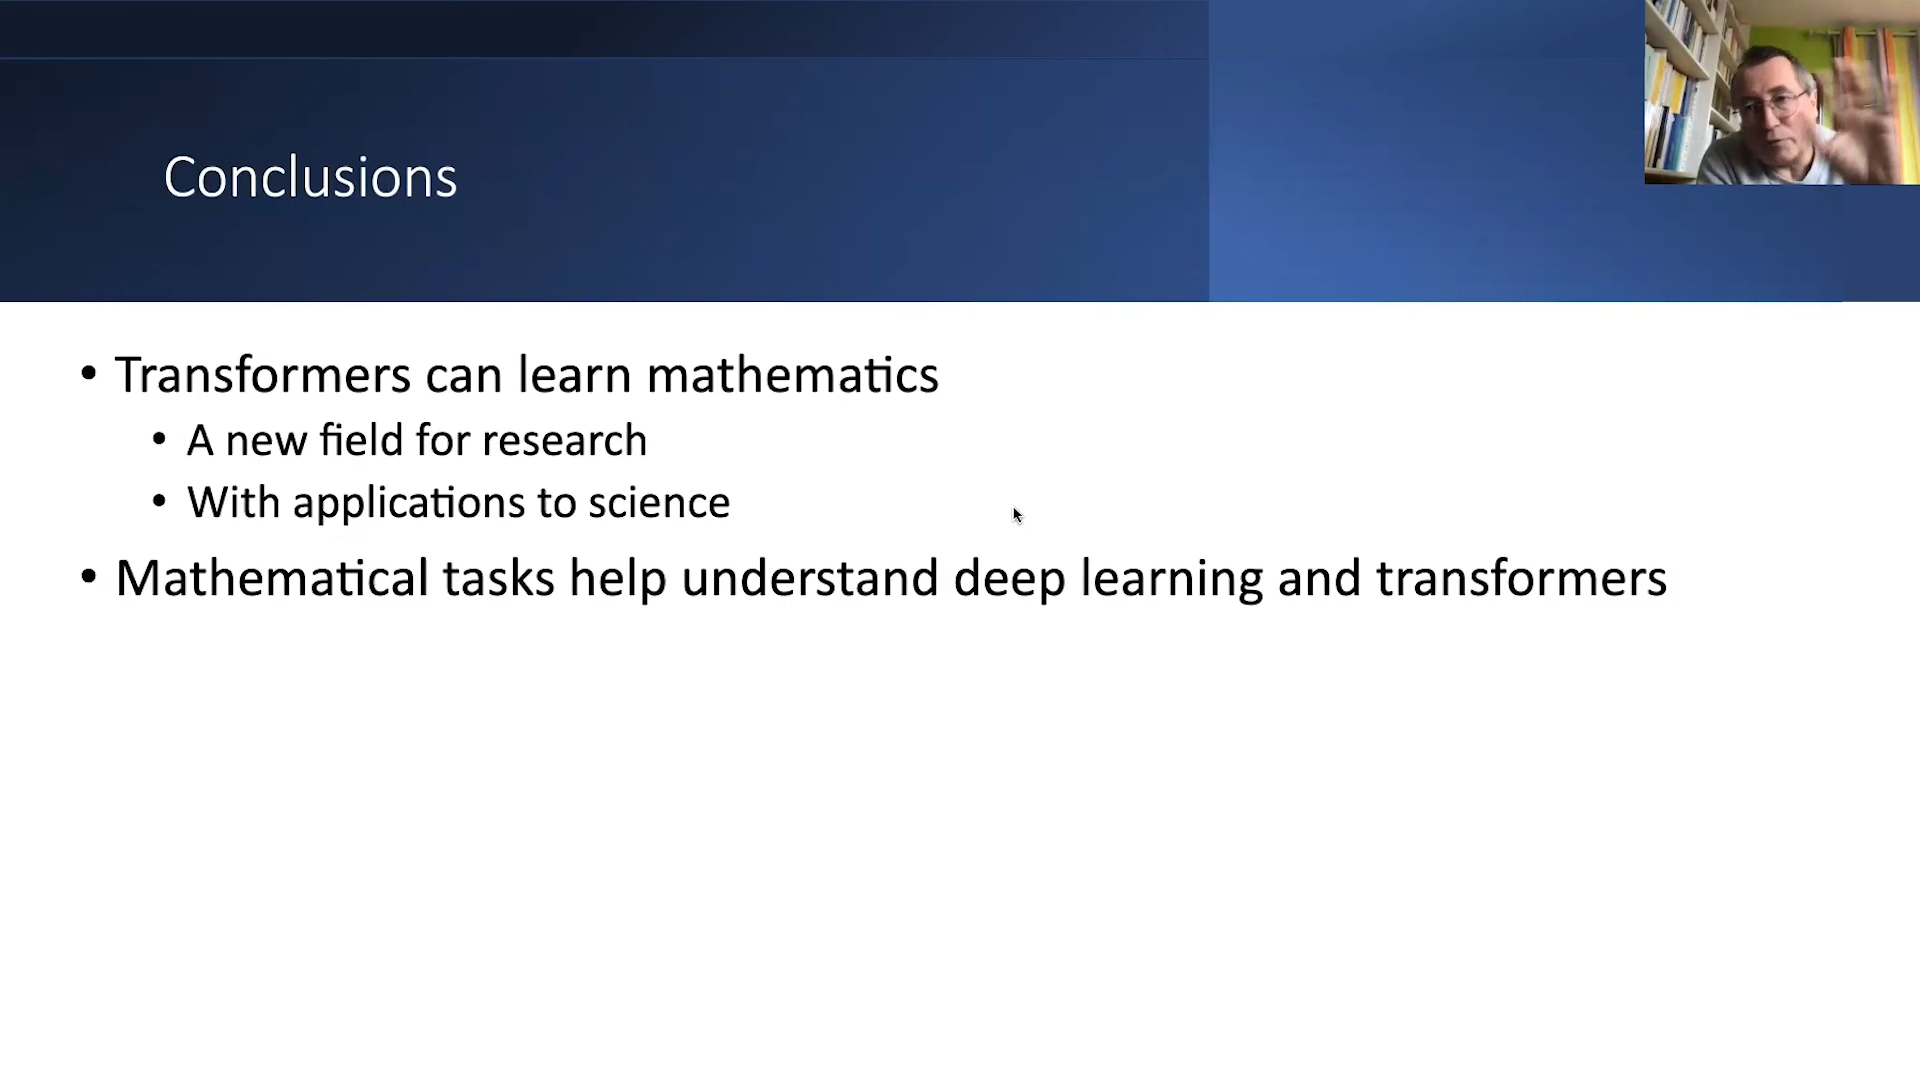 Conclusions
• Transformers can learn mathematics
• A new field for research
• With applications to science
• Mathematical tasks help understand deep learning and transformers